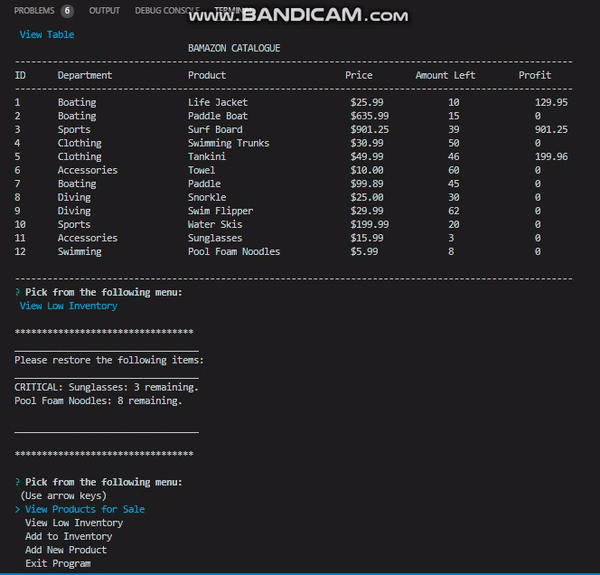 PROBLEMS 6 OUTPUT DEBUG CONSOLE TERMINAL
www.BANDICAM.com
View Table
BAMAZON CATALOGUE
ID Department Product Price Amount Left Profit
1 Boating Life Jacket $25.99 10 129.95
2 Boating Paddle Boat $635.99 15 0
3 Sports Surf Board $901.25 39 901.25
4 Clothing Swimming Trunks $30.99 50 0
5 Clothing Tankini $49.99 46 199.96
6 Accessories Towel $10.00 60 0
7 Boating Paddle $99.89 45 0
8 Diving Snorkle $25.00 30 0
9 Diving Swim Flipper $29.99 62 0
10 Sports Water Skis $199.99 20 0
11 Accessories Sunglasses $15.99 3 0
12 Swimming Pool Foam Noodles $5.99 8 0
? Pick from the following menu:
View Low Inventory
*********************************
Please restore the following items:
CRITICAL: Sunglasses: 3 remaining.
Pool Foam Noodles: 8 remaining.
*********************************
? Pick from the following menu:
(Use arrow keys)
> View Products for Sale
View Low Inventory
Add to Inventory
Add New Product
Exit Program